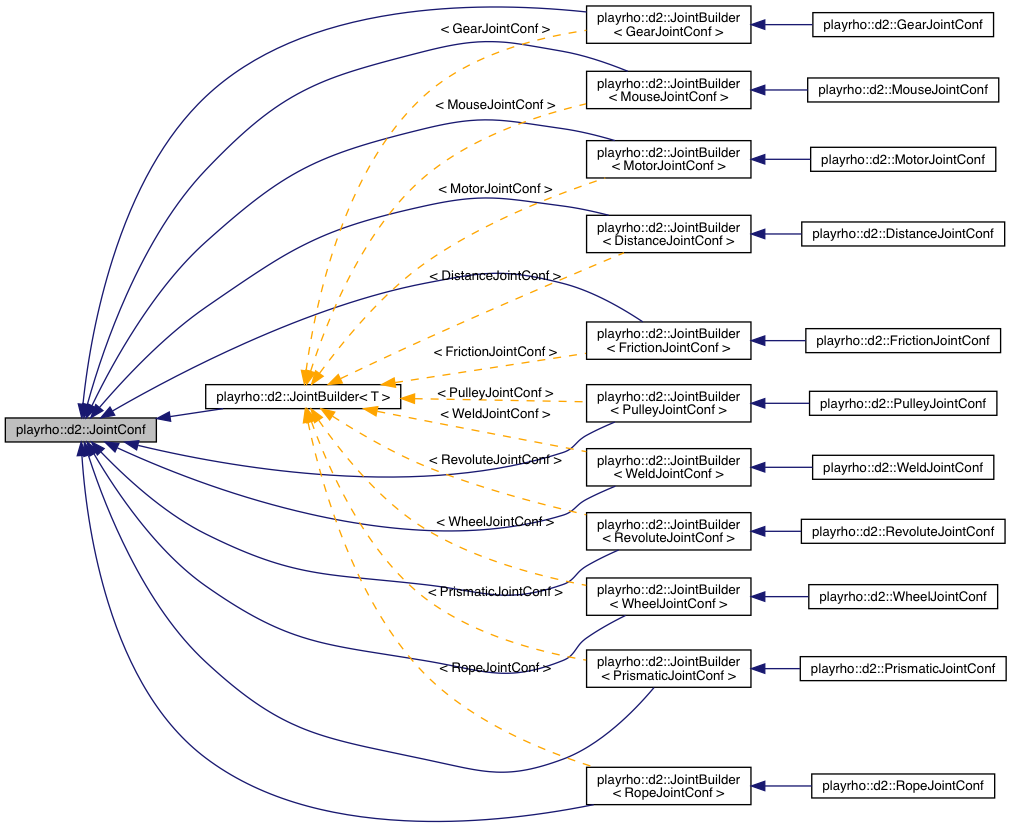 playrho::d2::JointBuilder
< GearJointConf >
playrho::d2::GearJointConf
< GearJointConf >
playrho::d2::JointBuilder
< MouseJointConf >
playrho::d2::MouseJointConf
< MouseJointConf >
playrho::d2::JointBuilder
< MotorJointConf >
playrho::d2::MotorJointConf
< MotorJointConf >
playrho::d2::JointBuilder
< DistanceJointConf >
playrho::d2::DistanceJointConf
< DistanceJointConf >
playrho::d2::JointBuilder
< FrictionJointConf >
playrho::d2::FrictionJointConf
< FrictionJointConf >
playrho::d2::JointBuilder< T >
playrho::d2::JointConf
< PulleyJointConf >
playrho::d2::JointBuilder
< PulleyJointConf >
playrho::d2::PulleyJointConf
< WeldJointConf >
playrho::d2::JointBuilder
< WeldJointConf >
playrho::d2::WeldJointConf
< RevoluteJointConf >
playrho::d2::JointBuilder
< RevoluteJointConf >
playrho::d2::RevoluteJointConf
< WheelJointConf >
playrho::d2::JointBuilder
< WheelJointConf >
playrho::d2::WheelJointConf
< PrismaticJointConf >
playrho::d2::JointBuilder
< PrismaticJointConf >
playrho::d2::PrismaticJointConf
< RopeJointConf >
playrho::d2::JointBuilder
< RopeJointConf >
playrho::d2::RopeJointConf